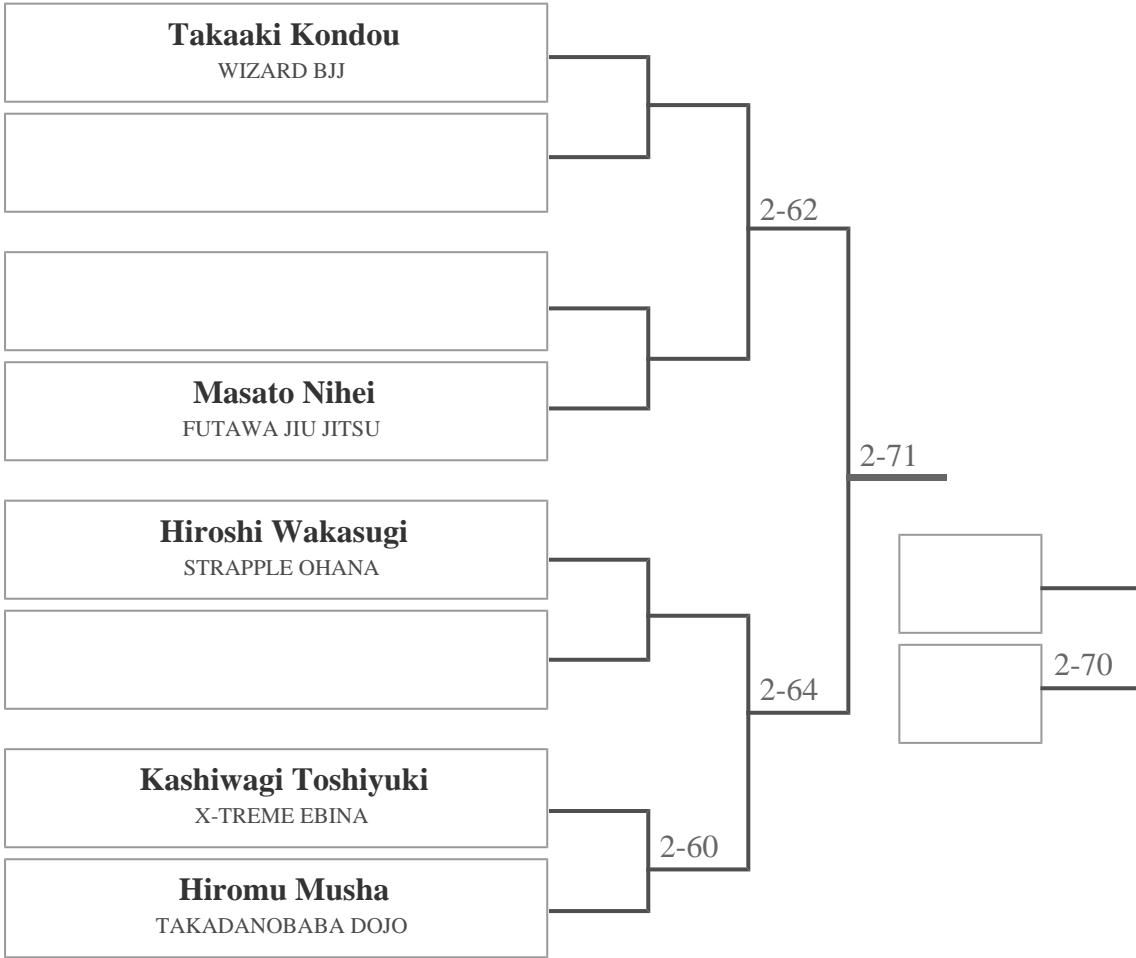 Takaaki Kondou
WIZARD BJJ
2-62
Masato Nihei
FUTAWA JIU JITSU
2-71
Hiroshi Wakasugi
STRAPPLE OHANA
2-70
2-64
Kashiwagi Toshiyuki
X-TREME EBINA
2-60
Hiromu Musha
TAKADANOBABA DOJO